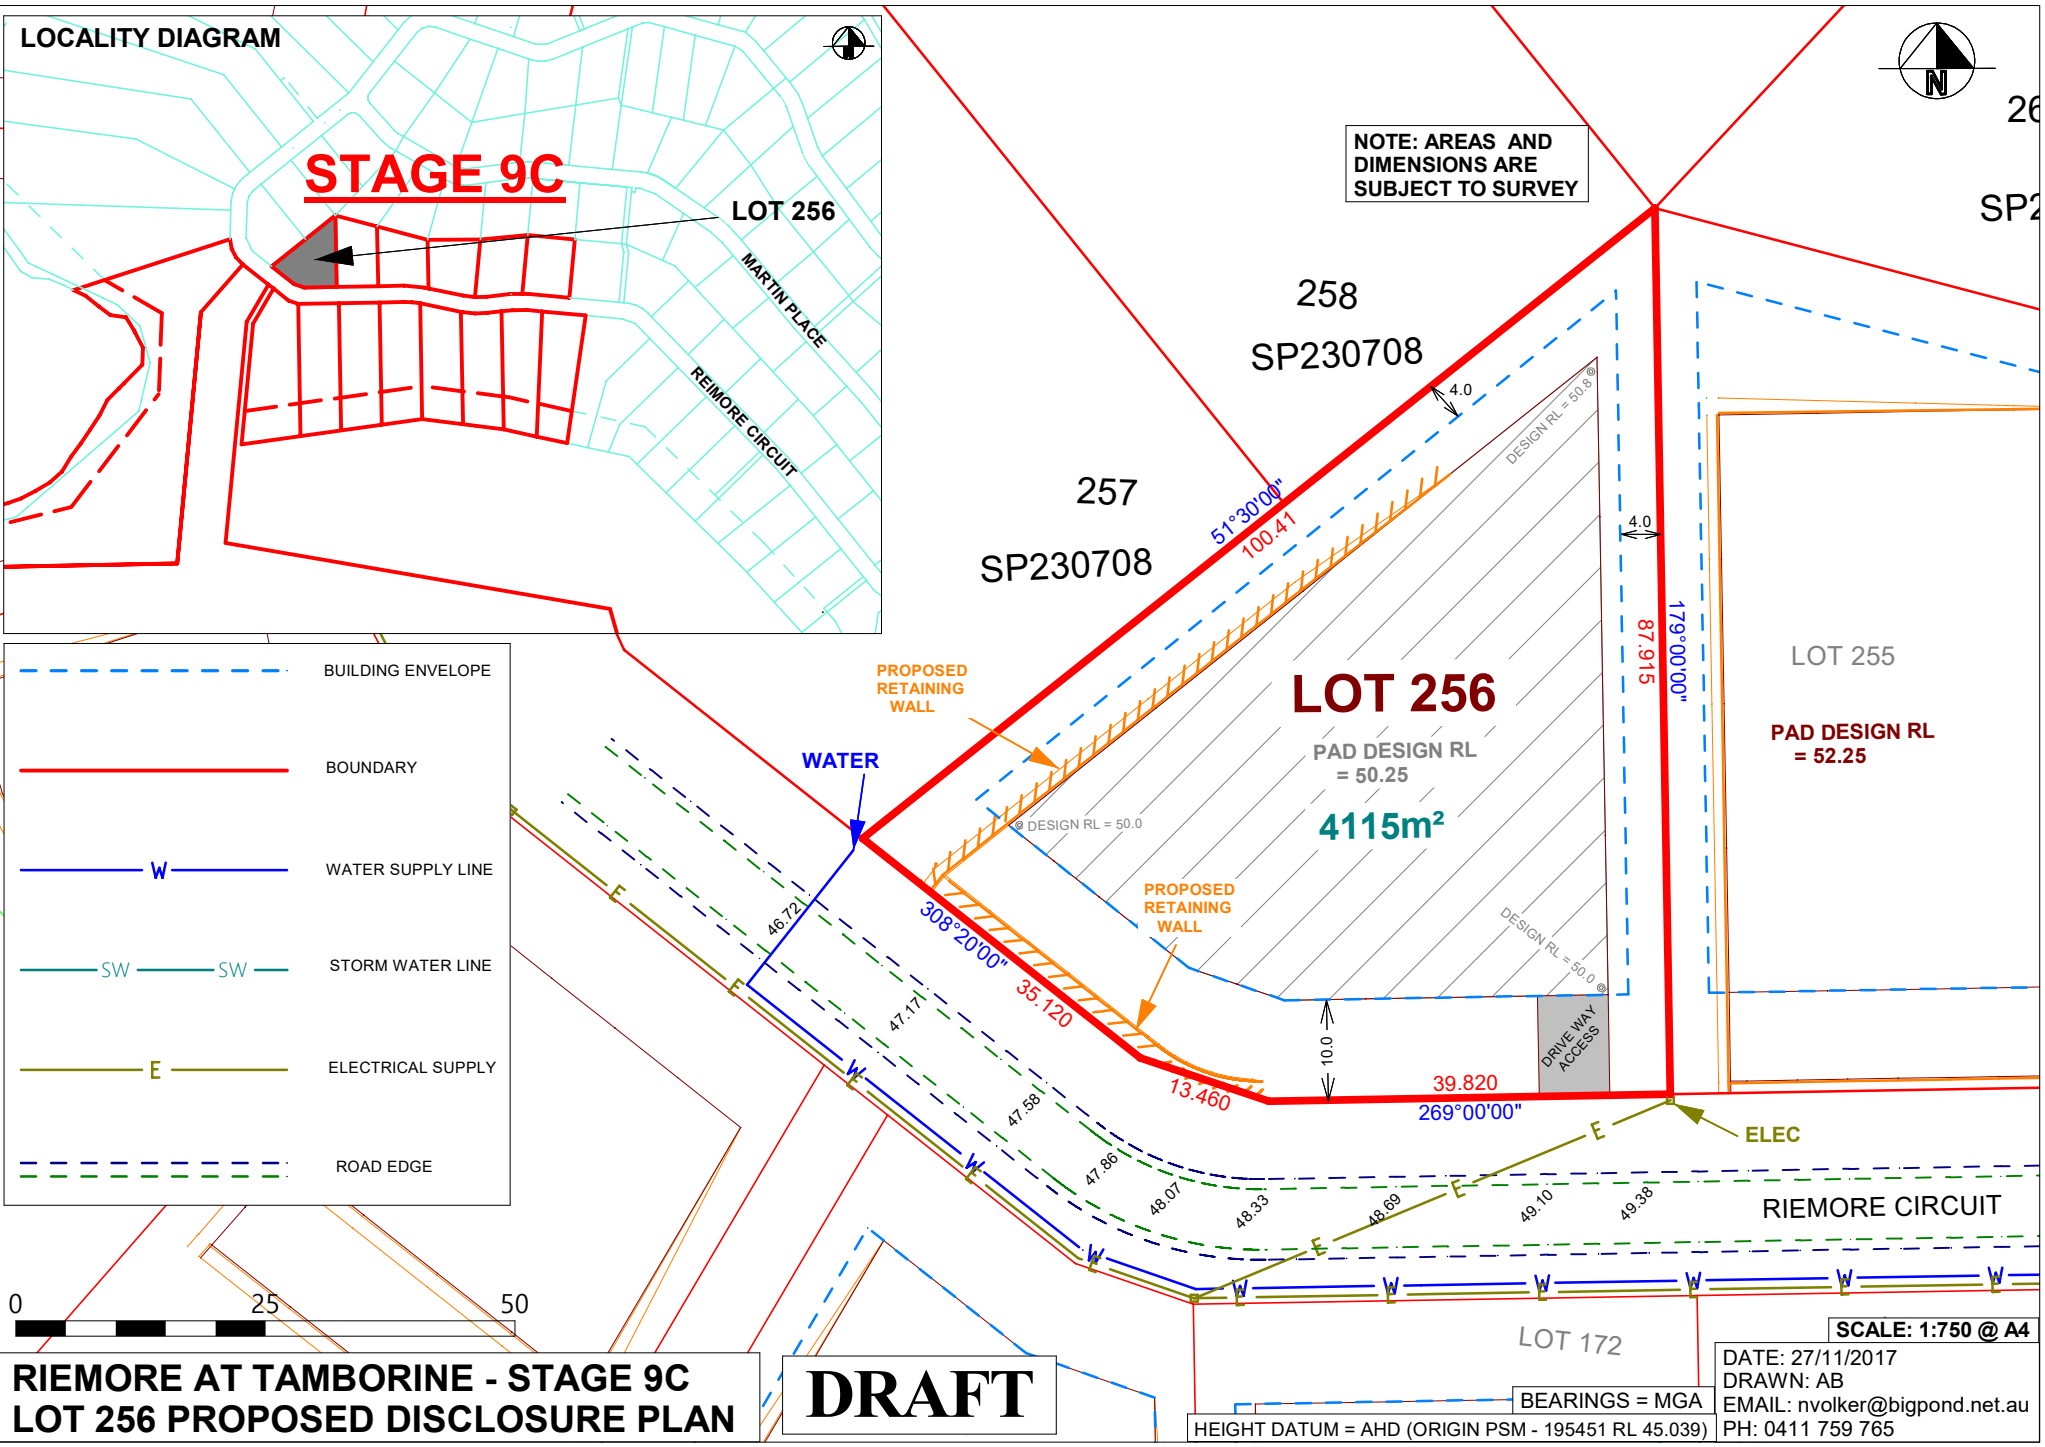 LOCALITY DIAGRAM
STAGE 9C
LOT 256
MARTIN PLACE
REIMORE CIRCUIT
N
NOTE: AREAS AND
DIMENSIONS ARE
SUBJECT TO SURVEY
258
SP230708
257
SP230708
51°30'00"
100.41
4.0
DESIGN RL = 50.8
4.0
179°00'00"
87.915
LOT 255
PAD DESIGN RL
= 52.25
LOT 256
PAD DESIGN RL
= 50.25
4115m²
PROPOSED
RETAINING
WALL
WATER
DESIGN RL = 50.0
PROPOSED
RETAINING
WALL
DESIGN RL = 50.0
308°20'00"
35.120
13.460
10.0
39.820
269°00'00"
DRIVE WAY
ACCESS
ELEC
46.72
47.17
47.58
47.86
48.07
48.33
48.69
49.10
49.38
RIEMORE CIRCUIT
E E E E E E E
W W W
E E E E
W W W W W W
E E E E E E
LOT 172
BUILDING ENVELOPE
BOUNDARY
W WATER SUPPLY LINE
SW SW STORM WATER LINE
E ELECTRICAL SUPPLY
ROAD EDGE
0 25 50
RIEMORE AT TAMBORINE - STAGE 9C
LOT 256 PROPOSED DISCLOSURE PLAN
DRAFT
SCALE: 1:750 @ A4
DATE: 27/11/2017
DRAWN: AB
EMAIL: nvolker@bigpond.net.au
PH: 0411 759 765
BEARINGS = MGA
HEIGHT DATUM = AHD (ORIGIN PSM - 195451 RL 45.039)